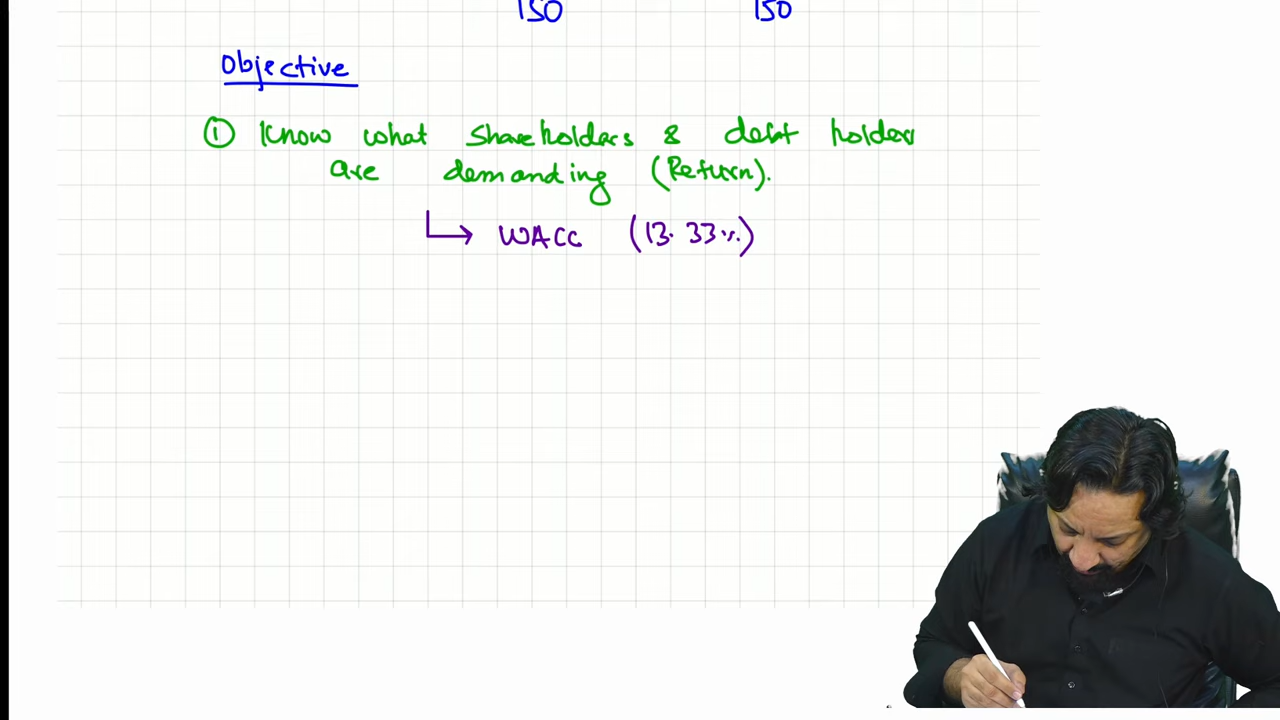 150 150
Objective
① Know what Shareholders & debt holders
are demanding (Return).
WACC (13.33%)